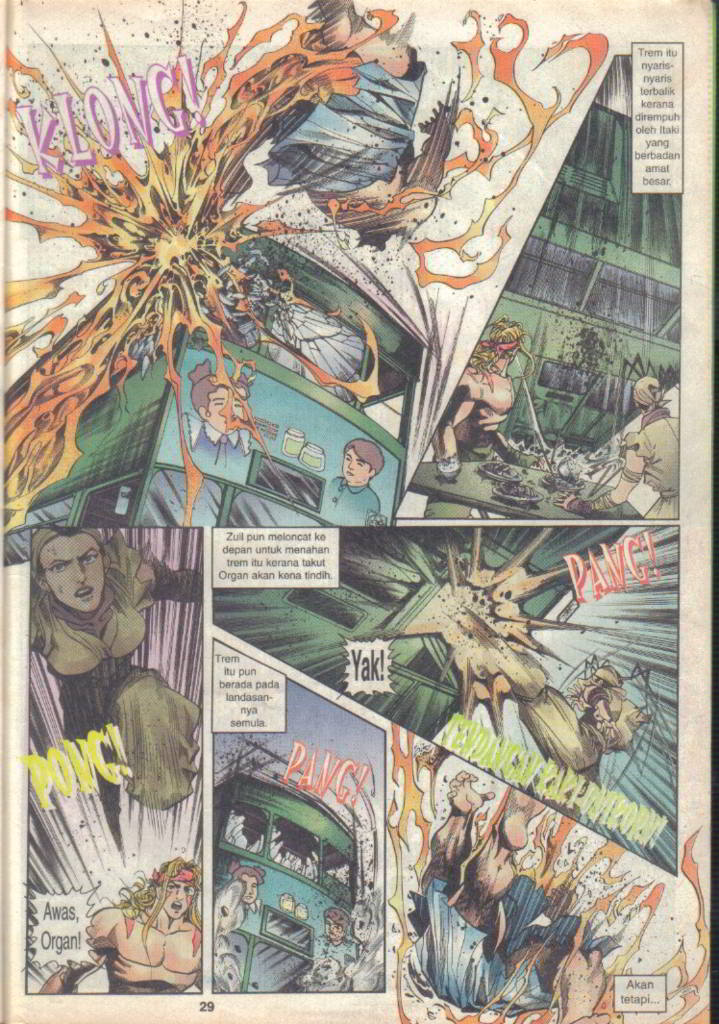 KLONG!
Trem itu
nyaris-
nyaris
terbalik
kerana
dirempuh
oleh Itaki
yang
berbadan
amat
besar.
Zuil pun meloncat ke
depan untuk menahan
trem itu kerana takut
Organ akan kena tindih.
PANG!
Yak!
PONG!!
Awas,
Organ!
Trem
itu pun
berada pada
landasan-
nya
semula.
PANG!
TENDANGAN
Akan
tetapi...
29